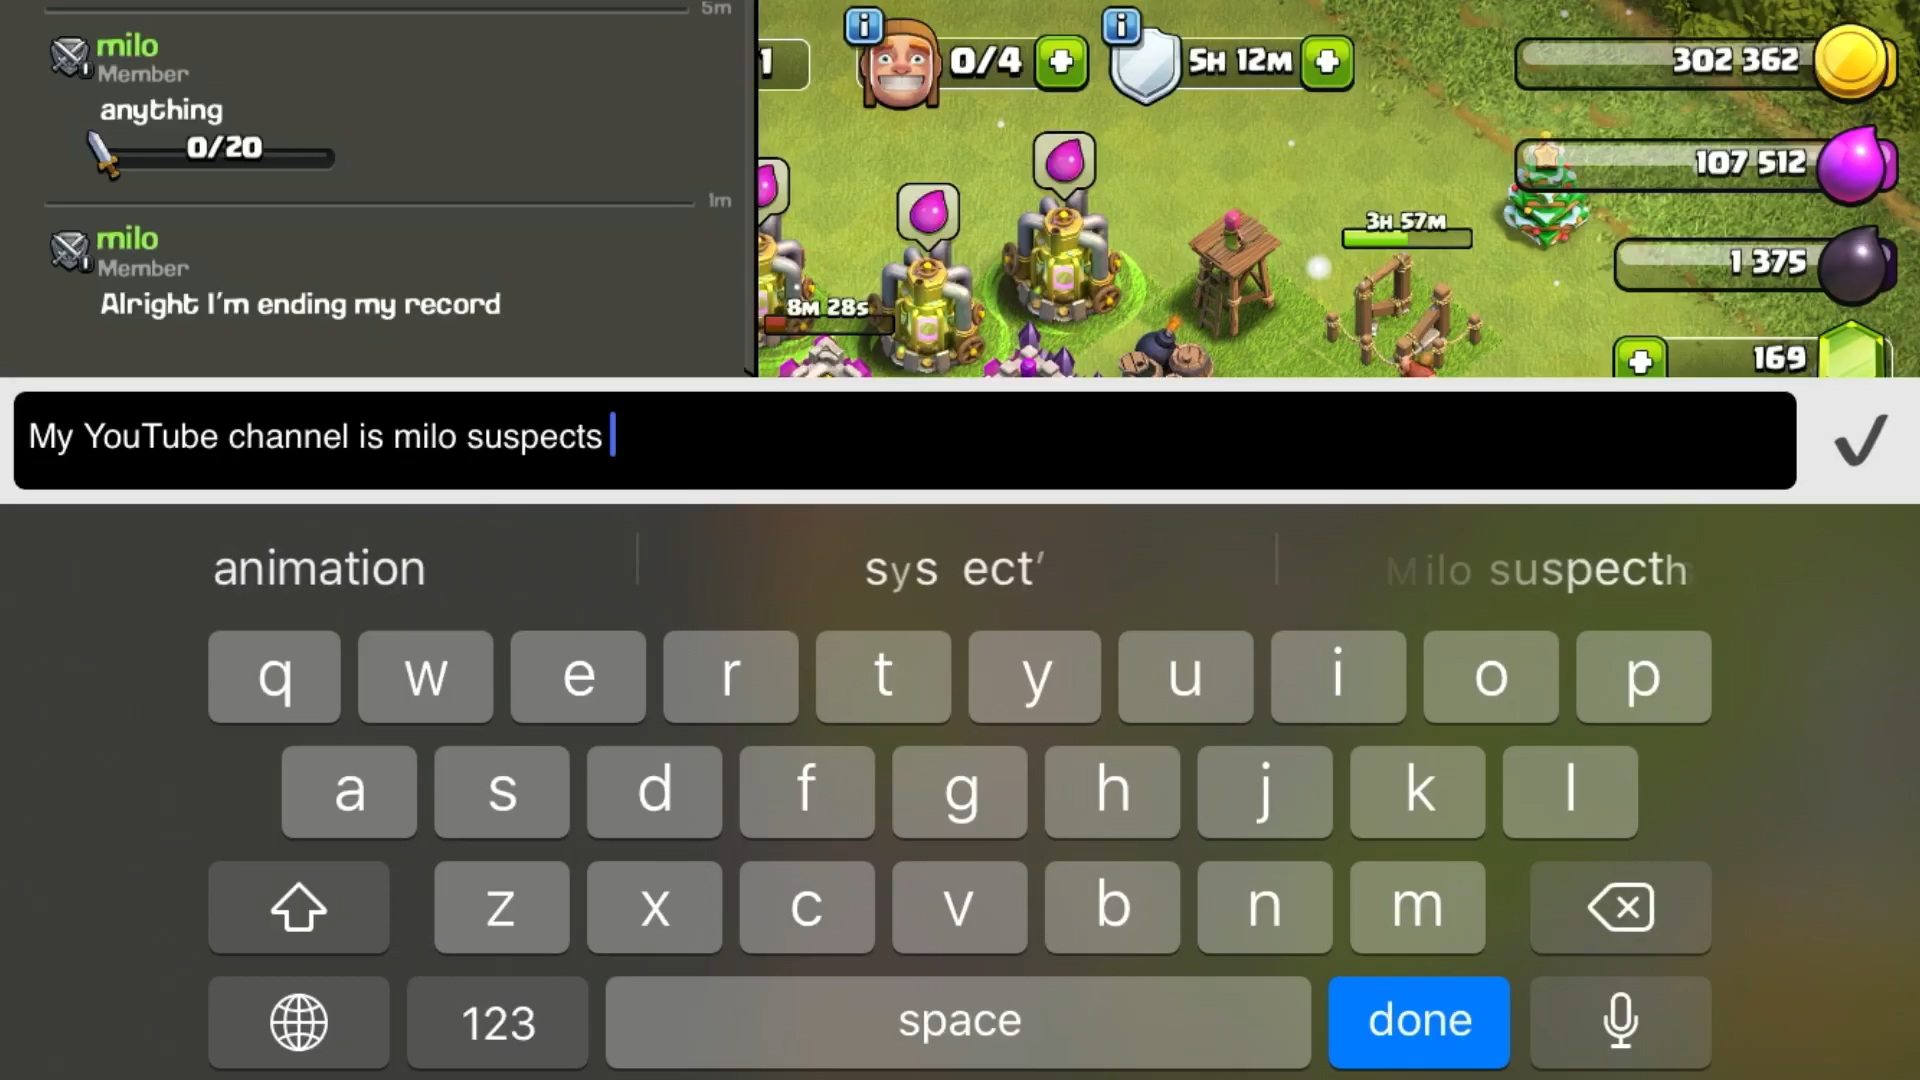 5m
milo
Member
anything
0/20
1m
milo
Member
Alright I'm ending my record
1
0/4
5H 12M
302 362
107 512
3H 57M
1 375
8M 28S
169
My YouTube channel is milo suspects
animation
sys ect'
Milo suspecth
q w e r t y u i o p
a s d f g h j k l
z x c v b n m
123
space
done